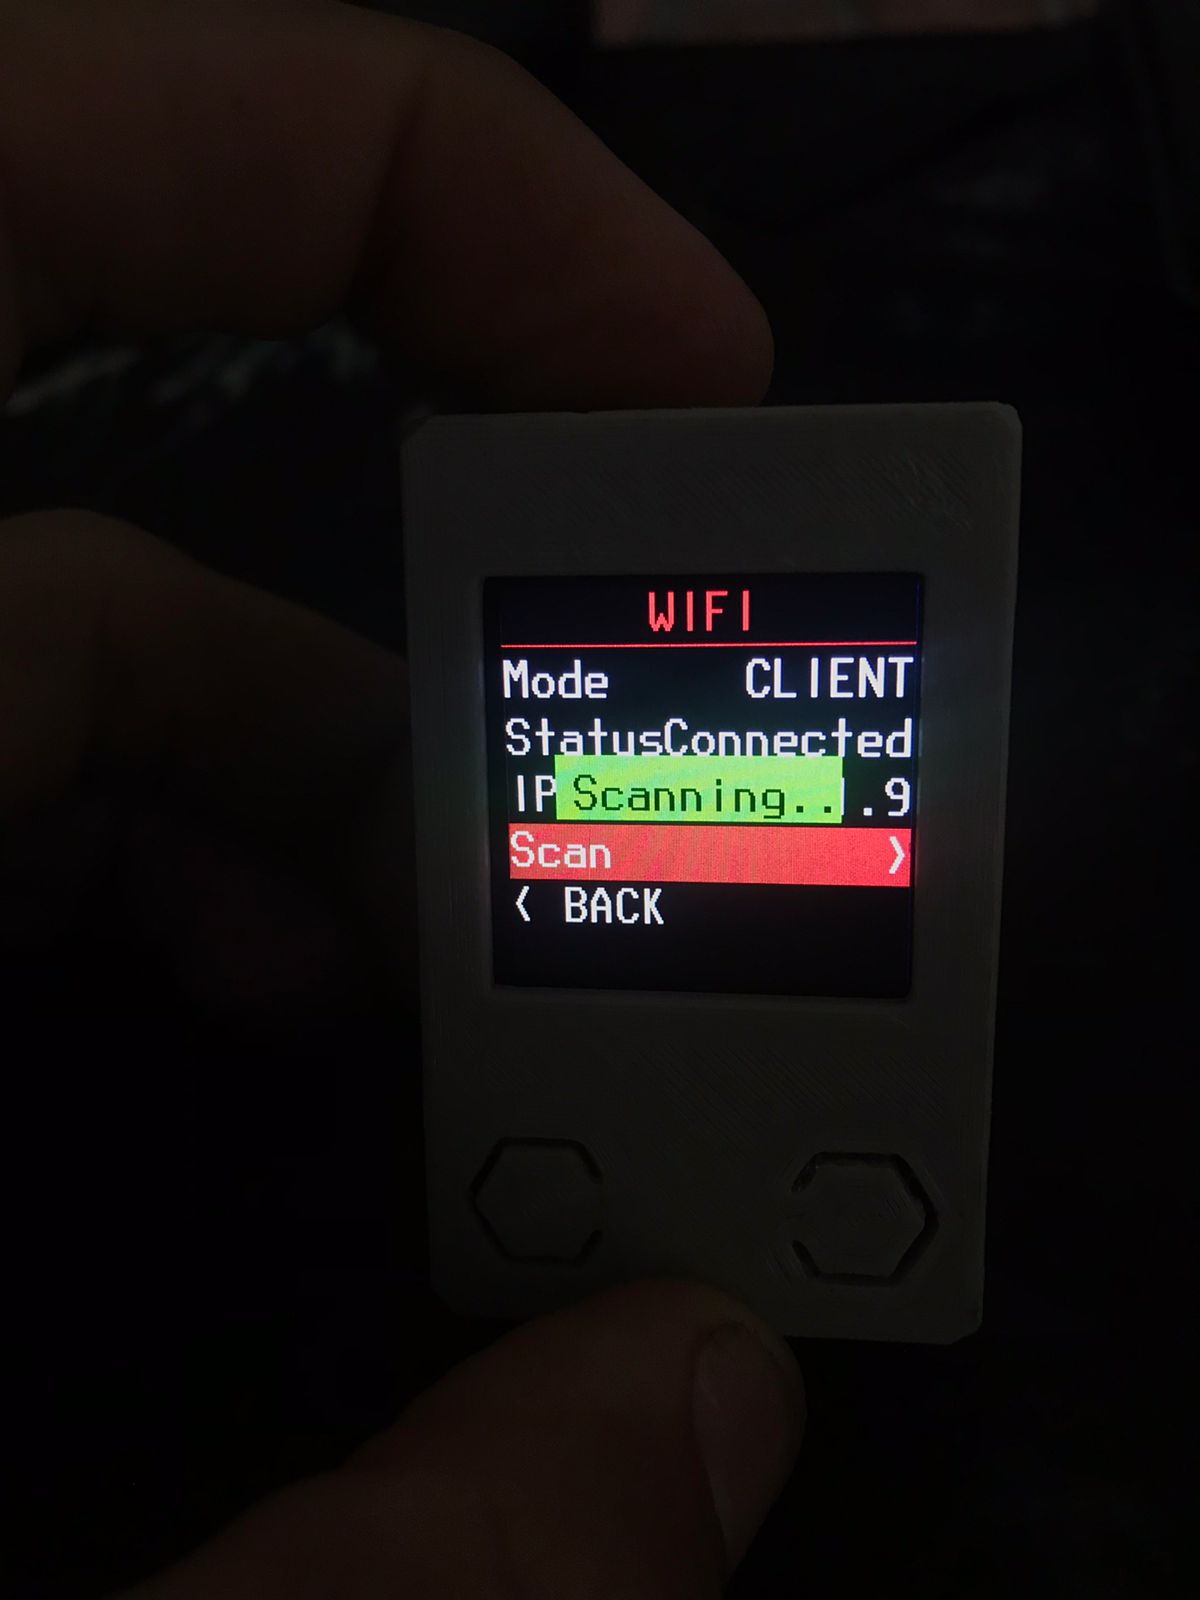 WIFI
Mode CLIENT
StatusConnected
IP Scanning.. .9
Scan >
< BACK